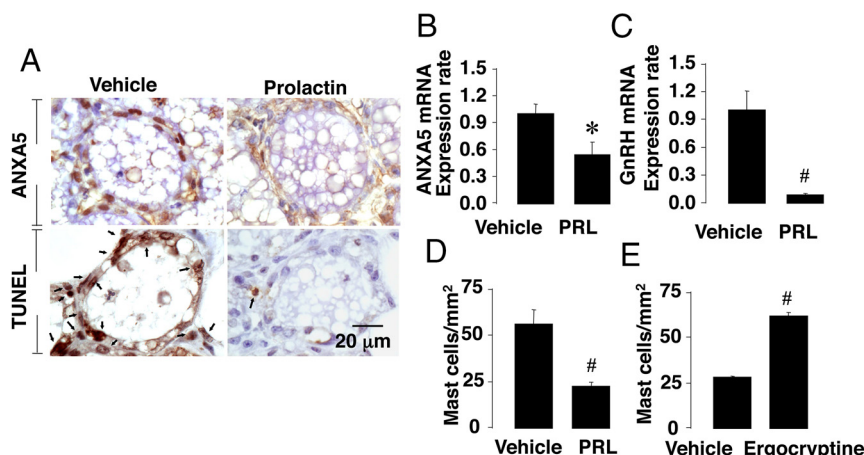 A
Vehicle
Prolactin
ANXA5
TUNEL
20 μm
B
ANXA5 mRNA
Expression rate
1.5
1.2
0.9
0.6
0.3
0.0
*
Vehicle PRL
C
GnRH mRNA
Expression rate
1.5
1.2
0.9
0.6
0.3
0.0
#
Vehicle PRL
D
Mast cells/mm²
75
50
25
0
#
Vehicle PRL
E
Mast cells/mm²
75
50
25
0
#
Vehicle Ergocryptine